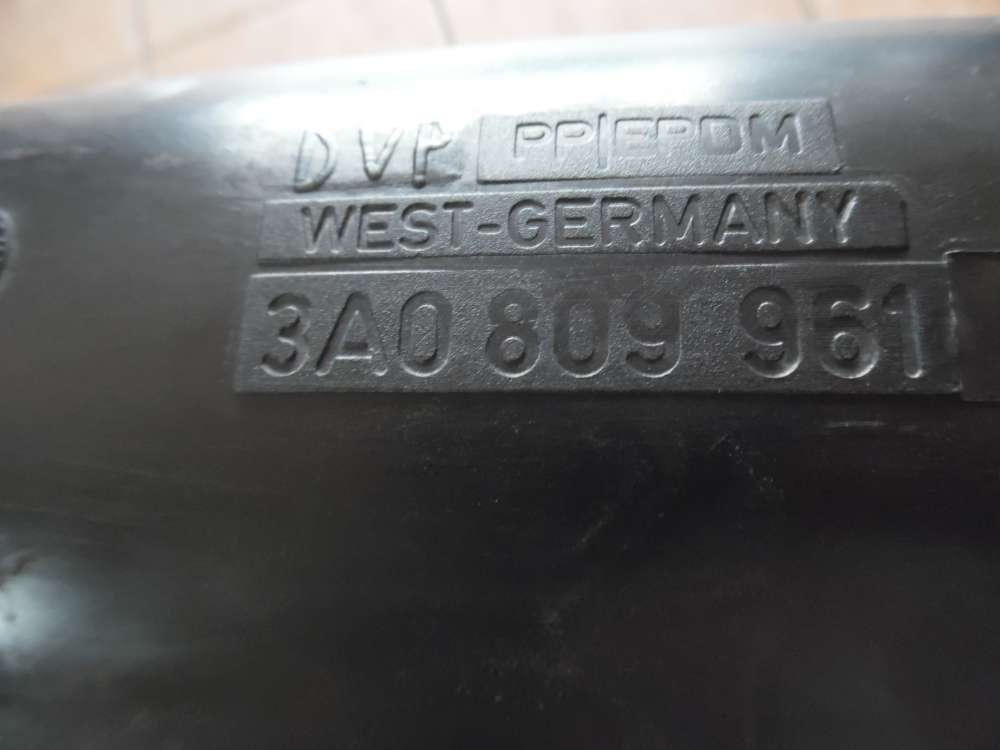 DVP PP/EPDM
WEST-GERMANY
3A0 809 961